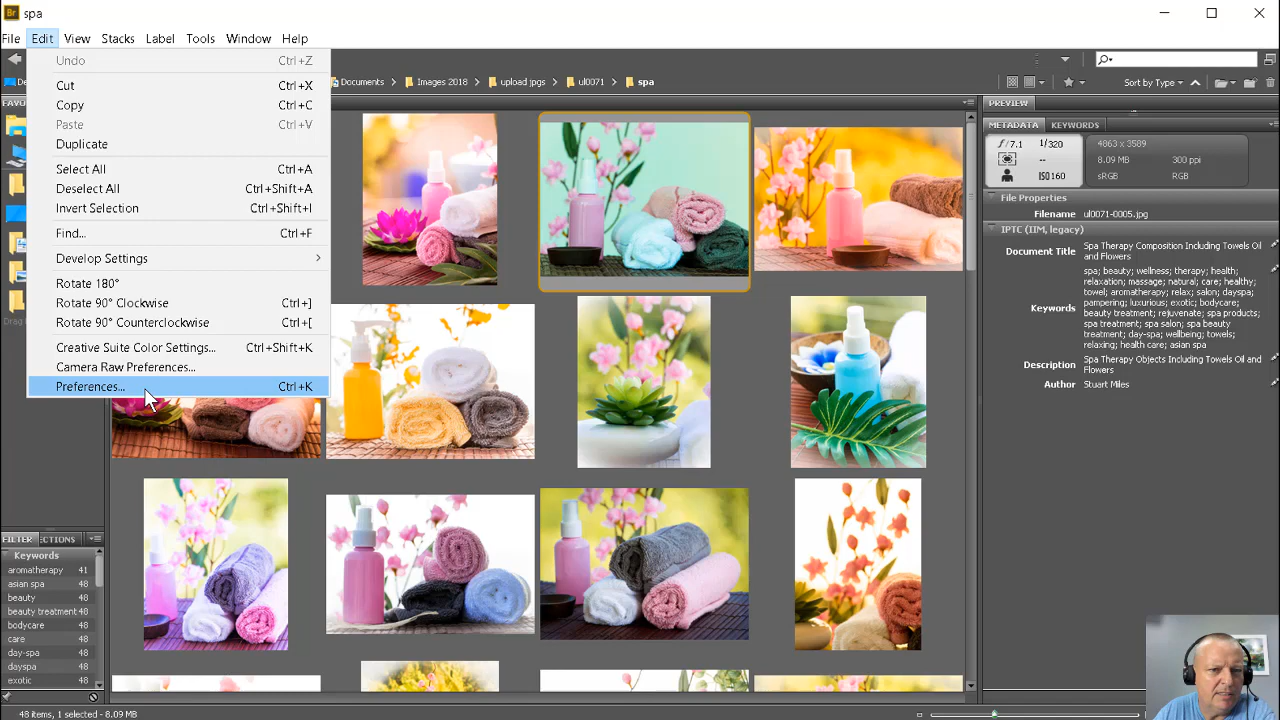 Br spa
File Edit View Stacks Label Tools Window Help
Documents Images 2018 upload jpgs ul0071 spa
Sort by Type
Undo Ctrl+Z
Cut Ctrl+X
Copy Ctrl+C
Paste Ctrl+V
Duplicate
Select All Ctrl+A
Deselect All Ctrl+Shift+A
Invert Selection Ctrl+Shift+I
Find... Ctrl+F
Develop Settings
Rotate 180°
Rotate 90° Clockwise Ctrl+]
Rotate 90° Counterclockwise Ctrl+[
Creative Suite Color Settings... Ctrl+Shift+K
Camera Raw Preferences...
Preferences... Ctrl+K
FILTER
Keywords
aromatherapy 41
asian spa 48
beauty 48
beauty treatment 48
bodycare 48
care 48
day-spa 48
dayspa 48
exotic 48
48 items, 1 selected - 8.09 MB
PREVIEW
METADATA KEYWORDS
f/7.1 1/320
--
ISO160
4863 x 3589
8.09 MB 300 ppi
sRGB RGB
File Properties
Filename ul0071-0005.jpg
IPTC (IIM, legacy)
Document Title Spa Therapy Composition Including Towels Oil
and Flowers
Keywords spa; beauty; wellness; therapy; health;
relaxation; massage; natural; care; healthy;
towel; aromatherapy; relax; salon; dayspa;
pampering; luxurious; exotic; bodycare;
beauty treatment; rejuvenate; spa products;
spa treatment; spa salon; spa beauty
treatment; day-spa; wellbeing; towels;
relaxing; health care; asian spa
Description Spa Therapy Objects Including Towels Oil and
Flowers
Author Stuart Miles